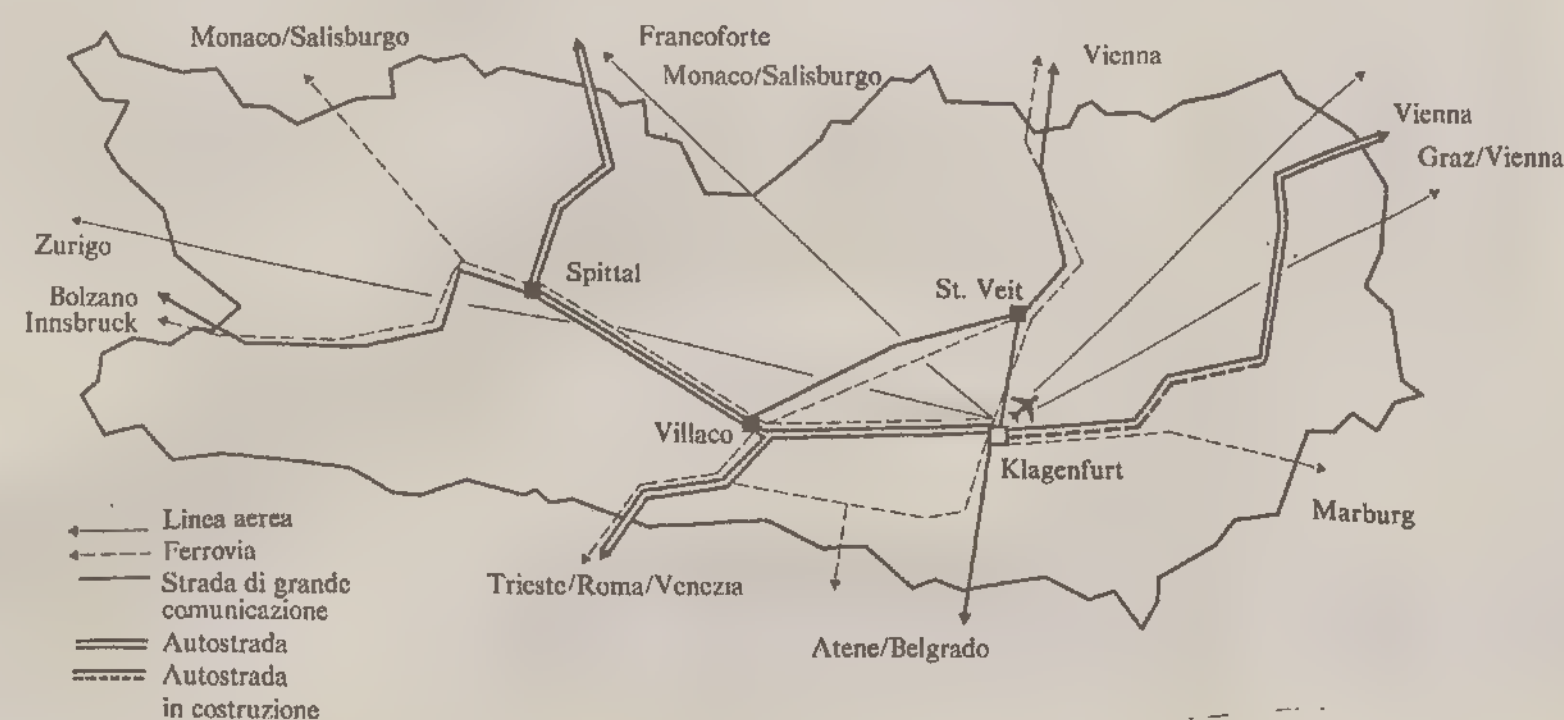 Monaco/Salisburgo
Francoforte
Monaco/Salisburgo
Vienna
Vienna
Graz/Vienna
Zurigo
Bolzano
Innsbruck
Spittal
St. Veit
Villaco
Klagenfurt
Marburg
Trieste/Roma/Venezia
Atene/Belgrado
Linea aerea
Ferrovia
Strada di grande
comunicazione
Autostrada
Autostrada
in costruzione